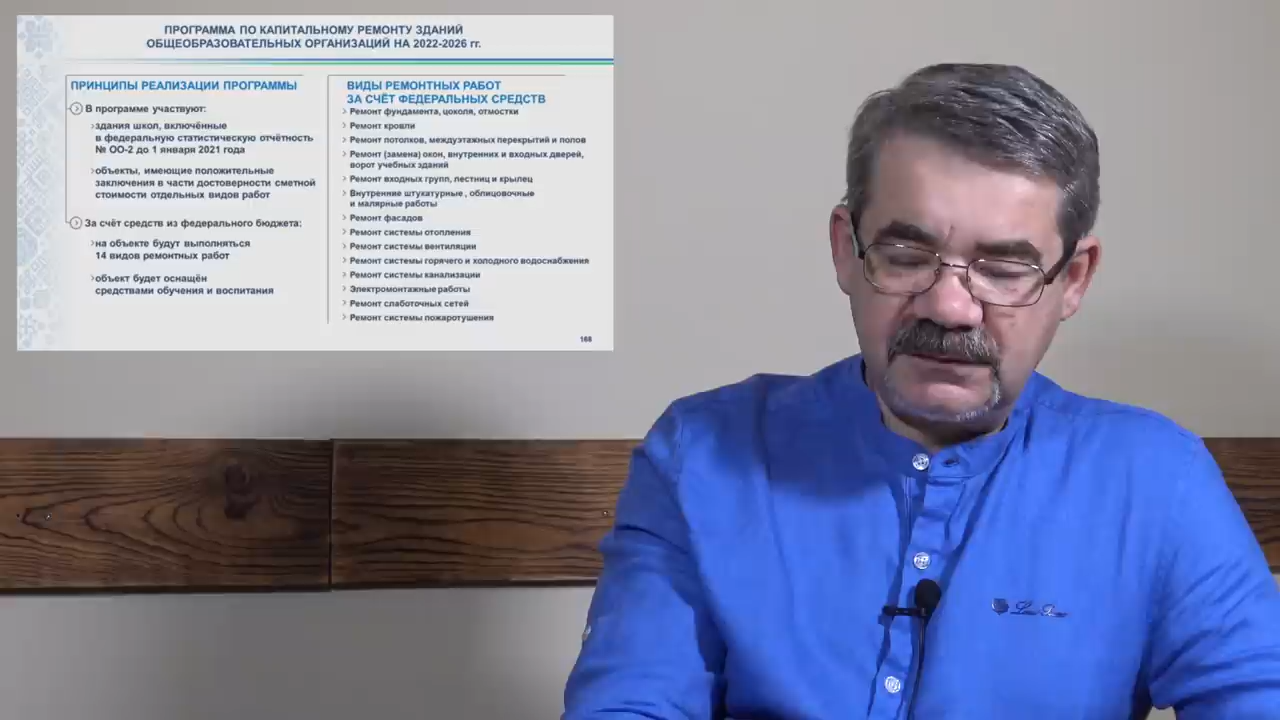 ПРОГРАММА ПО КАПИТАЛЬНОМУ РЕМОНТУ ЗДАНИЙ
ОБЩЕОБРАЗОВАТЕЛЬНЫХ ОРГАНИЗАЦИЙ НА 2022-2026 гг.
ПРИНЦИПЫ РЕАЛИЗАЦИИ ПРОГРАММЫ
В программе участвуют:
здания школ, включённые
в федеральную статистическую отчётность
№ ОО-2 до 1 января 2021 года
объекты, имеющие положительные
заключения в части достоверности сметной
стоимости отдельных видов работ
За счёт средств из федерального бюджета:
на объекте будут выполняться
14 видов ремонтных работ
объект будет оснащён
средствами обучения и воспитания
ВИДЫ РЕМОНТНЫХ РАБОТ
ЗА СЧЁТ ФЕДЕРАЛЬНЫХ СРЕДСТВ
Ремонт фундамента, цоколя, отмостки
Ремонт кровли
Ремонт потолков, междуэтажных перекрытий и полов
Ремонт (замена) окон, внутренних и входных дверей,
ворот учебных зданий
Ремонт входных групп, лестниц и крылец
Внутренние штукатурные , облицовочные
и малярные работы
Ремонт фасадов
Ремонт системы отопления
Ремонт системы вентиляции
Ремонт системы горячего и холодного водоснабжения
Ремонт системы канализации
Электромонтажные работы
Ремонт слаботочных сетей
Ремонт системы пожаротушения
168